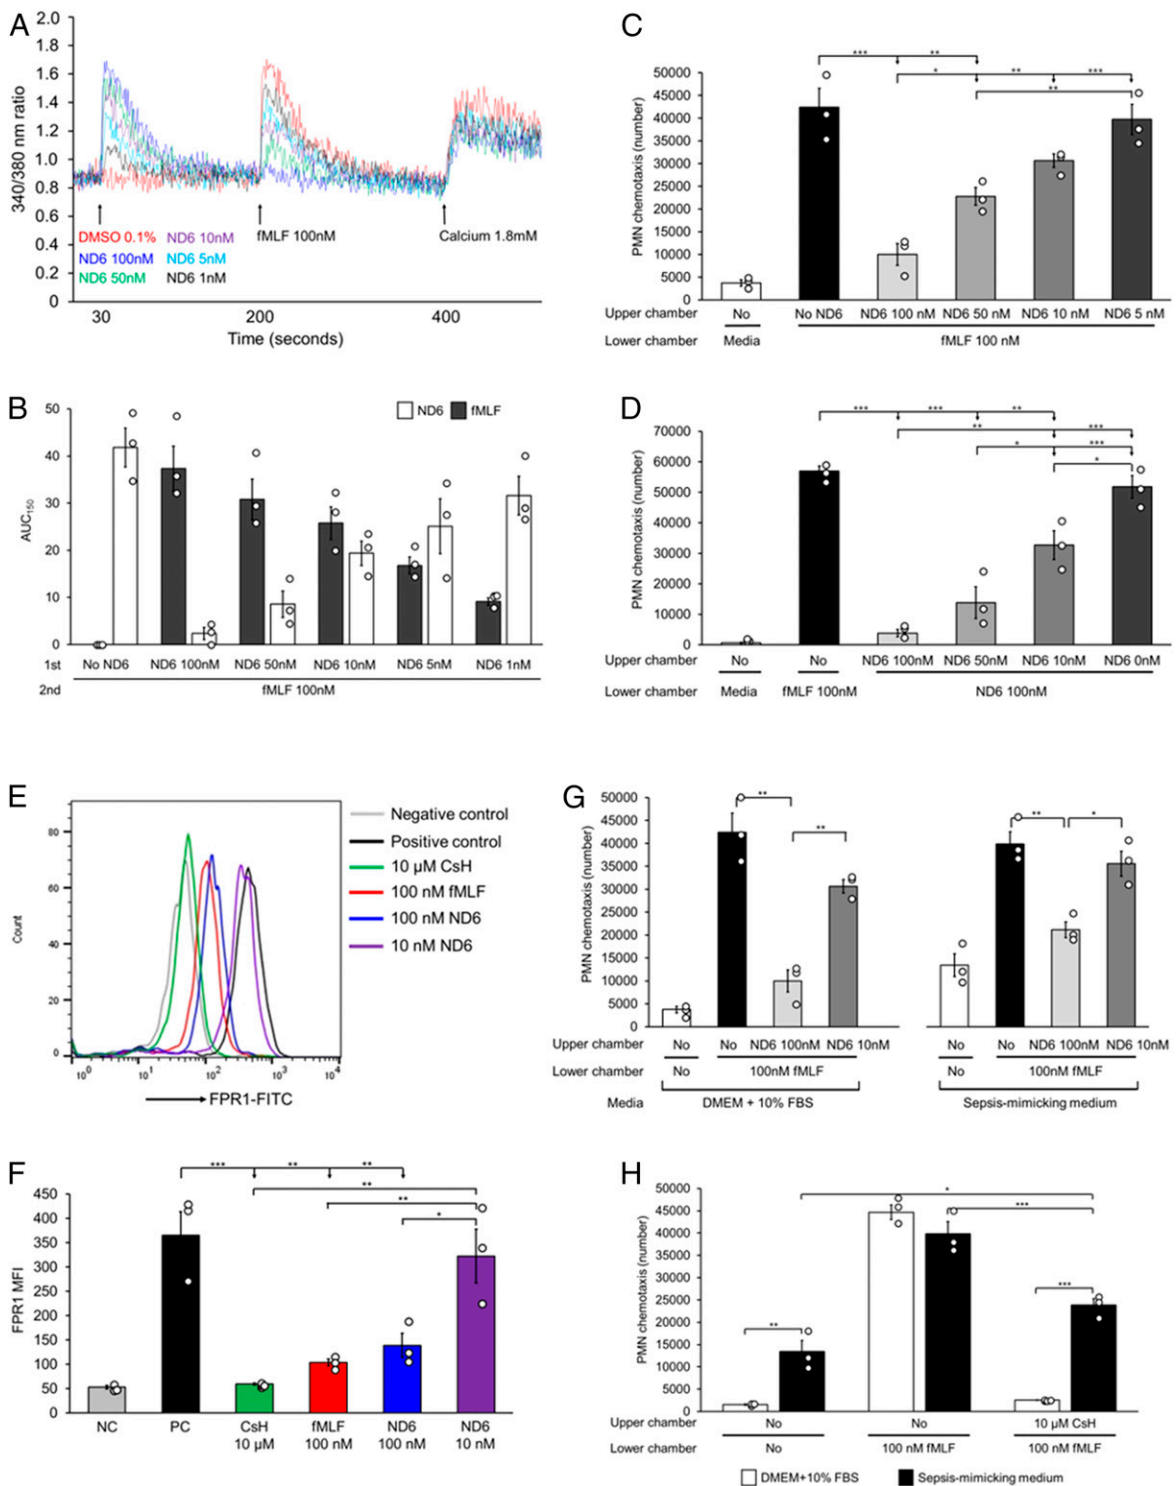 A
2.0
1.8
1.6
1.4
1.2
1.0
0.8
0.6
0.4
0.2
0
340/380 nm ratio
DMSO 0.1%
ND6 10nM
ND6 100nM
ND6 5nM
ND6 50nM
ND6 1nM
fMLF 100nM
Calcium 1.8mM
30
200
400
Time (seconds)
B
50
40
30
20
10
0
AUC150
ND6
fMLF
1st
No ND6
ND6 100nM
ND6 50nM
ND6 10nM
ND6 5nM
ND6 1nM
2nd
fMLF 100nM
C
***
**
*
**
***
**
50000
45000
40000
35000
30000
25000
20000
15000
10000
5000
0
PMN chemotaxis (number)
Upper chamber
No
No ND6
ND6 100 nM
ND6 50 nM
ND6 10 nM
ND6 5 nM
Lower chamber
Media
fMLF 100 nM
D
***
***
**
**
***
*
***
*
70000
60000
50000
40000
30000
20000
10000
0
PMN chemotaxis (number)
Upper chamber
No
No
ND6 100nM
ND6 50nM
ND6 10nM
ND6 0nM
Lower chamber
Media
fMLF 100nM
ND6 100nM
E
80
60
40
20
0
Count
10^0
10^1
10^2
10^3
10^4
FPR1-FITC
Negative control
Positive control
10 µM CsH
100 nM fMLF
100 nM ND6
10 nM ND6
F
***
**
**
**
**
*
450
400
350
300
250
200
150
100
50
0
FPR1 MFI
NC
PC
CsH
10 µM
fMLF
100 nM
ND6
100 nM
ND6
10 nM
G
**
**
**
*
50000
45000
40000
35000
30000
25000
20000
15000
10000
5000
0
PMN chemotaxis (number)
Upper chamber
No
No
ND6 100nM
ND6 10nM
No
No
ND6 100nM
ND6 10nM
Lower chamber
No
100nM fMLF
No
100nM fMLF
Media
DMEM + 10% FBS
Sepsis-mimicking medium
H
*
***
***
**
50000
45000
40000
35000
30000
25000
20000
15000
10000
5000
0
PMN chemotaxis (number)
Upper chamber
No
No
10 µM CsH
Lower chamber
No
100 nM fMLF
100 nM fMLF
DMEM+10% FBS
Sepsis-mimicking medium